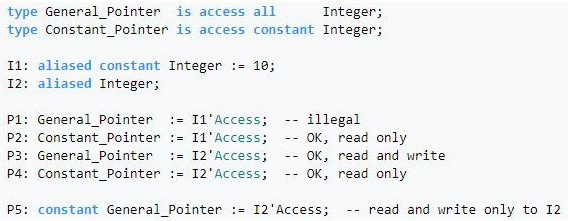 type General_Pointer  is access all      Integer;
type Constant_Pointer is access constant Integer;
I1: aliased constant Integer := 10;
I2: aliased Integer;
P1: General_Pointer  := I1'Access;  -- illegal
P2: Constant_Pointer := I1'Access;  -- OK, read only
P3: General_Pointer  := I2'Access;  -- OK, read and write
P4: Constant_Pointer := I2'Access;  -- OK, read only
P5: constant General_Pointer := I2'Access;  -- read and write only to I2